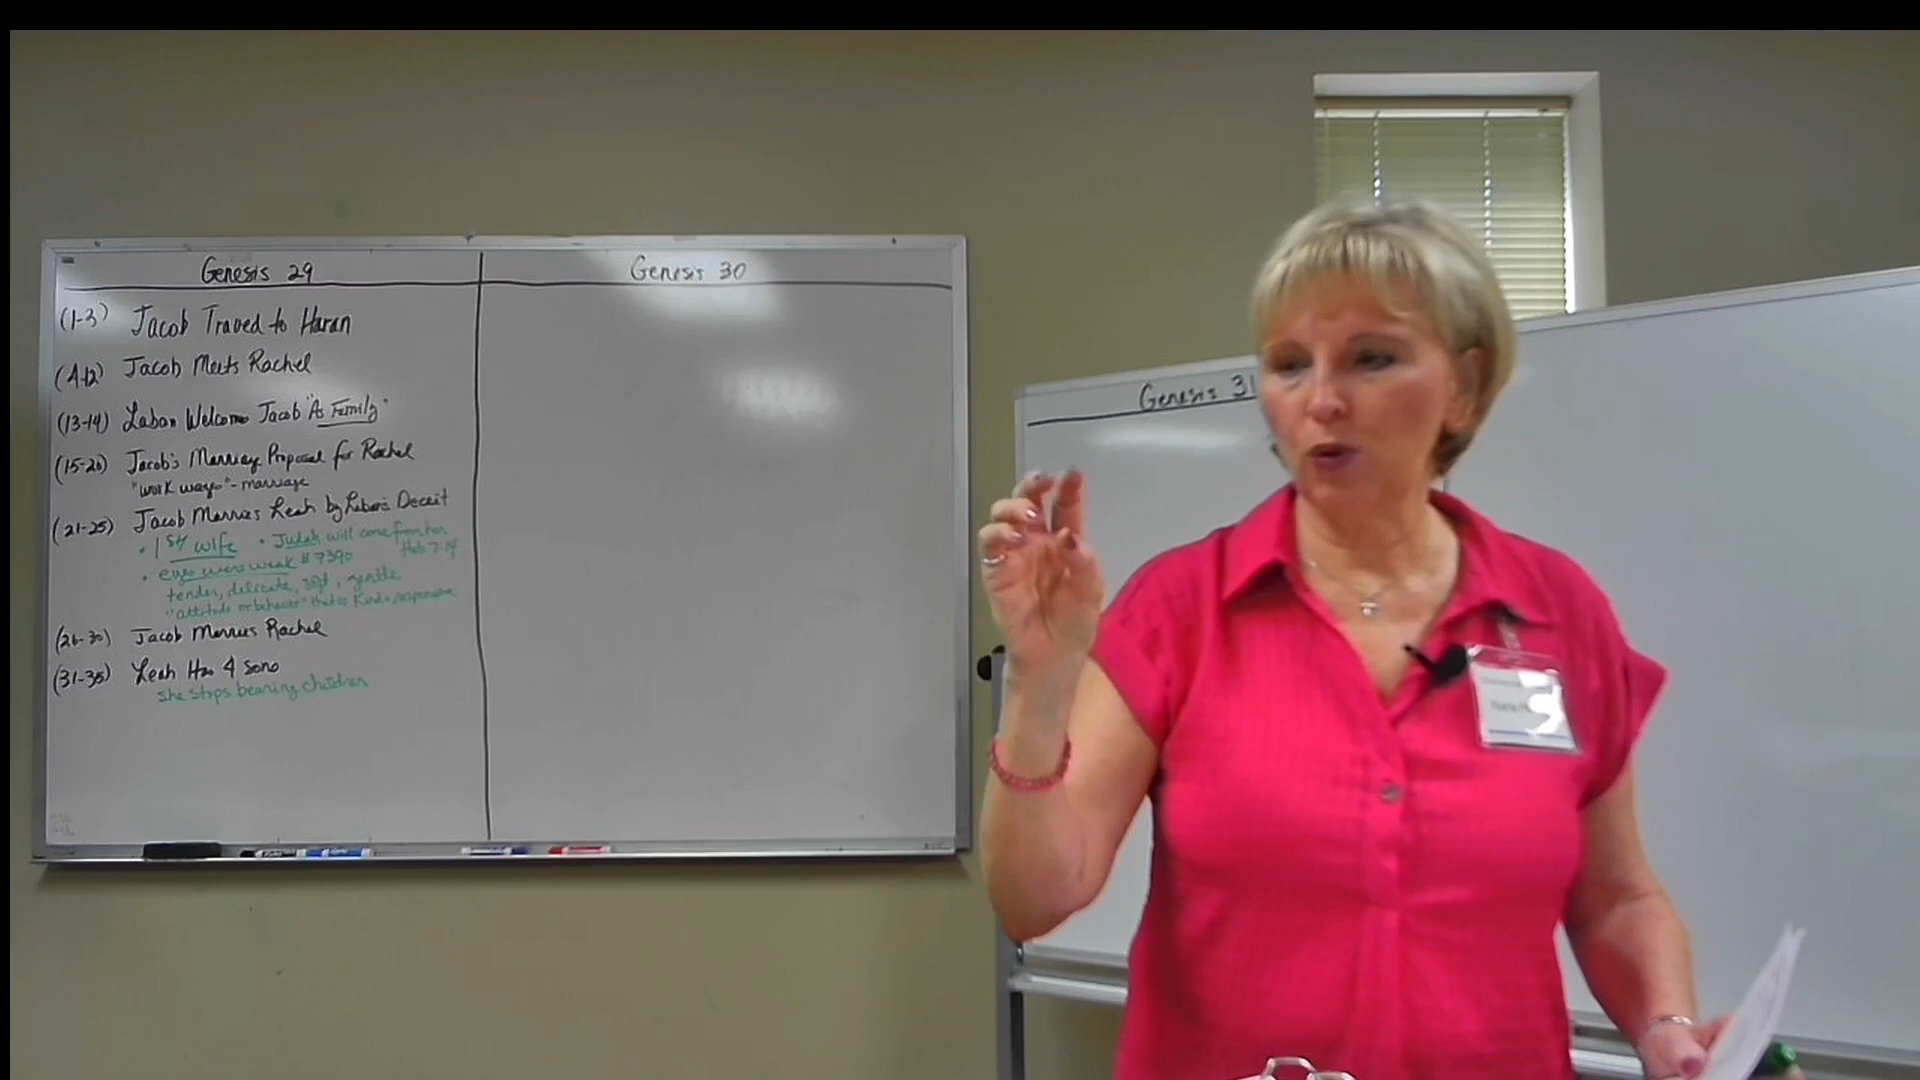 Genesis 29
(1-3) Jacob Traved to Haran
(4-12) Jacob Meets Rachel
(13-14) Laban Welcomes Jacob "As Family"
(15-20) Jacob's Marriage Proposal for Rachel
"work wages" - marriage
(21-25) Jacob Marries Leah by Laban's Deceit
• 1st wife • Judah will come from her
Heb. 7:14
• eyes were weak #7390
tender, delicate, soft, gentle
"attitude or behavior" that is Kind + responsive
(26-30) Jacob Marries Rachel
(31-35) Leah Has 4 sons
she stops bearing children
Genesis 30
Genesis 31